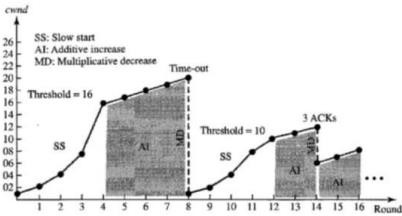 cwnd
SS: Slow start
AI: Additive increase
MD: Multiplicative decrease
26
24
22
20
18
16
14
12
10
08
06
04
02
Time-out
Threshold = 16
Threshold = 10
3 ACKs
SS
AI
MD
SS
AI
MD
AI
1 2 3 4 5 6 7 8 9 10 11 12 13 14 15 16 Round